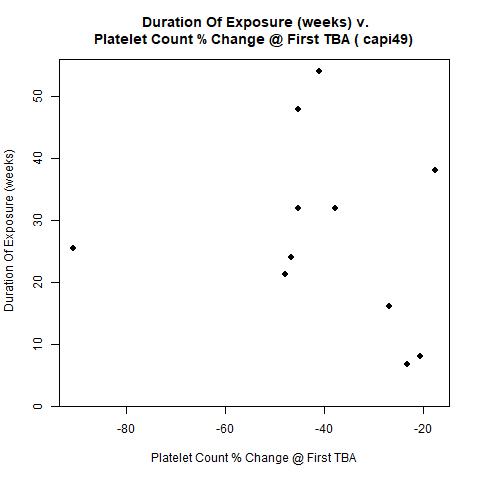 Duration Of Exposure (weeks) v.
Platelet Count % Change @ First TBA ( capi49)
Duration Of Exposure (weeks)
50
40
30
20
10
0
-80 -60 -40 -20
Platelet Count % Change @ First TBA